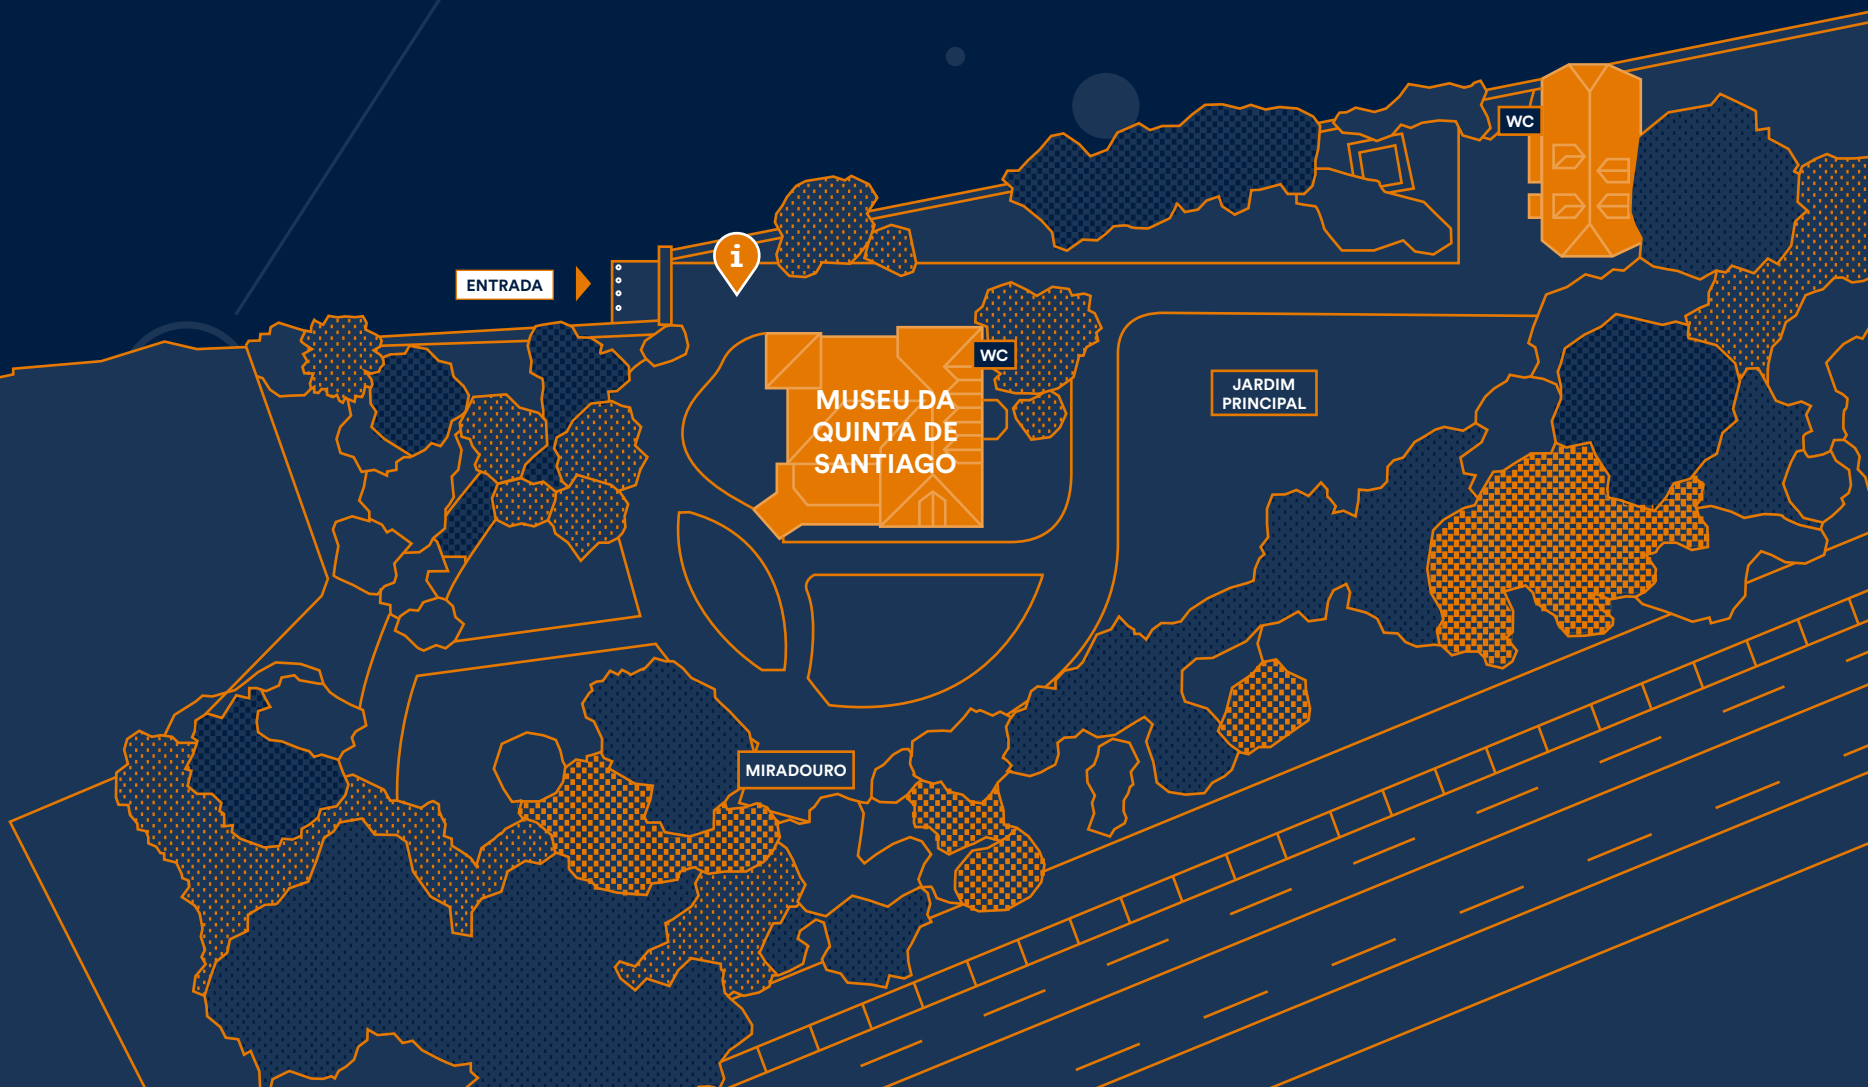 WC
i
ENTRADA
WC
MUSEU DA
QUINTA DE
SANTIAGO
JARDIM
PRINCIPAL
MIRADOURO